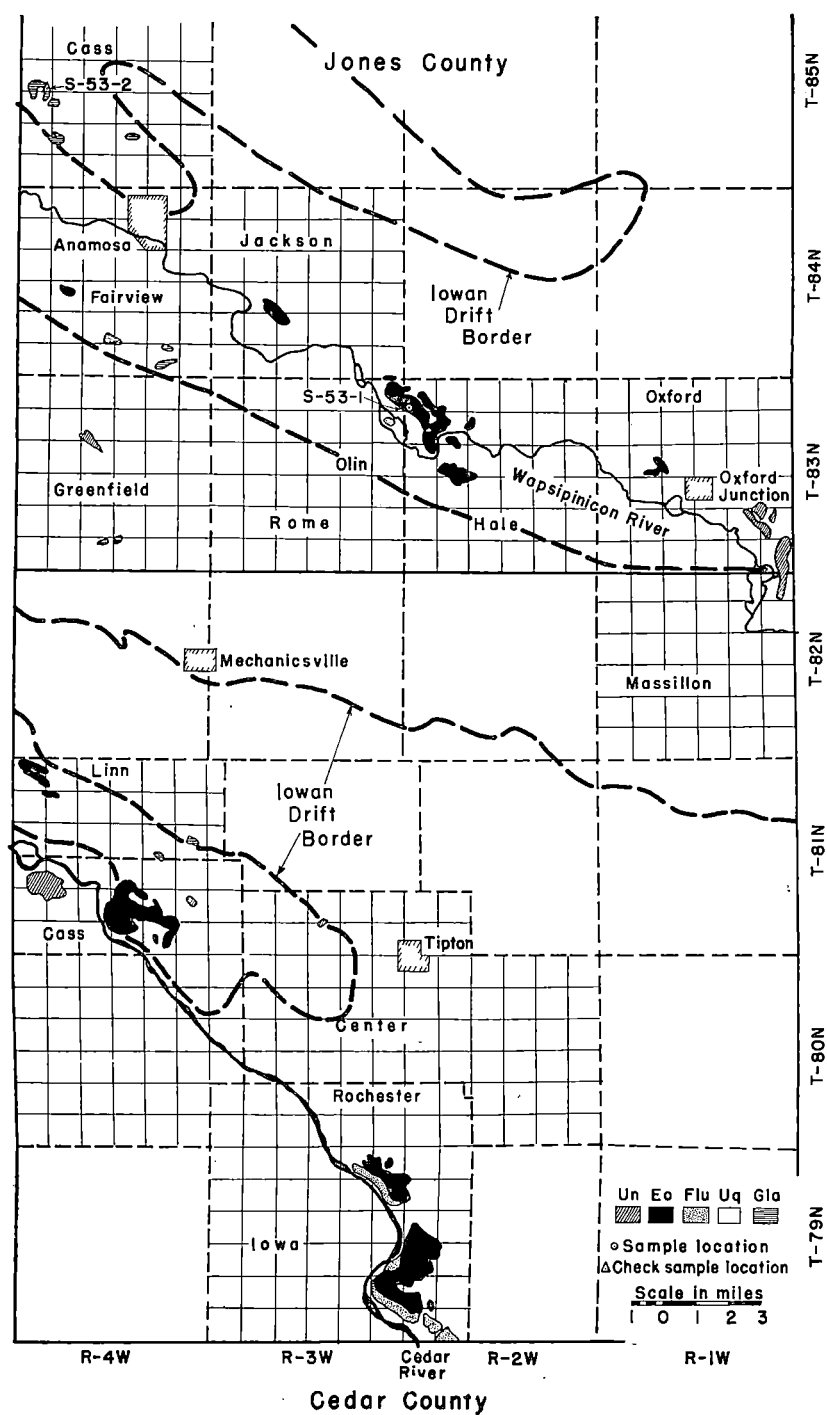 Cass
S-53-2
Jones County
T-85N
Anamosa
Jackson
Fairview
Iowan
Drift
Border
T-84N
S-53-1
Oxford
Olin
Greenfield
Rome
Hale
Wapsipinicon River
Oxford
Junction
T-83N
Mechanicsville
Massillon
T-82N
Linn
Iowan
Drift
Border
T-81N
Cass
Tipton
Center
T-80N
Rochester
Iowa
Un Eo Flu Uq Gla
Sample location
Check sample location
Scale in miles
1 0 1 2 3
T-79N
R-4W R-3W Cedar River R-2W R-1W
Cedar County